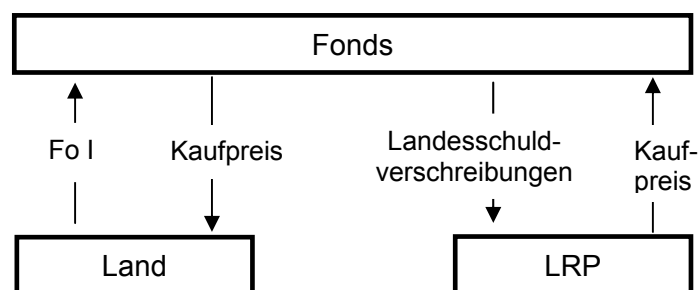 Fonds
Fo I
Kaufpreis
Landesschuld-
verschreibungen
Kauf-
preis
Land
LRP